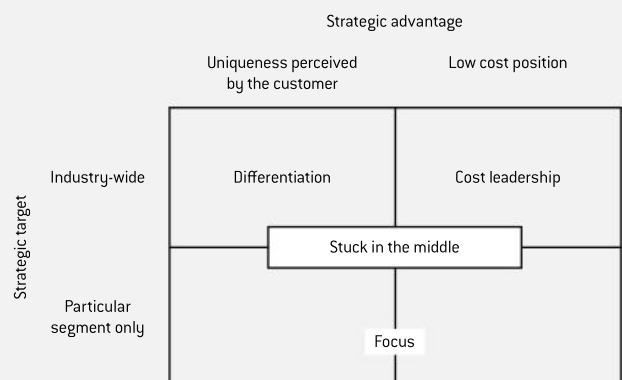 Strategic advantage
Uniqueness perceived
by the customer
Low cost position
Strategic target
Industry-wide
Differentiation
Cost leadership
Stuck in the middle
Particular
segment only
Focus